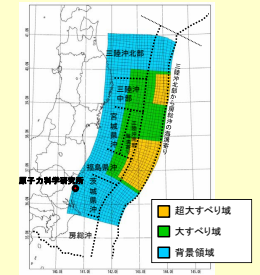 三陸沖北部
三陸沖
中部
宮
城
県
沖
三陸沖北部から房総沖の海溝寄り
福島県沖
原子力科学研究所
茨
城
県
沖
房総沖
超大すべり域
大すべり域
背景領域